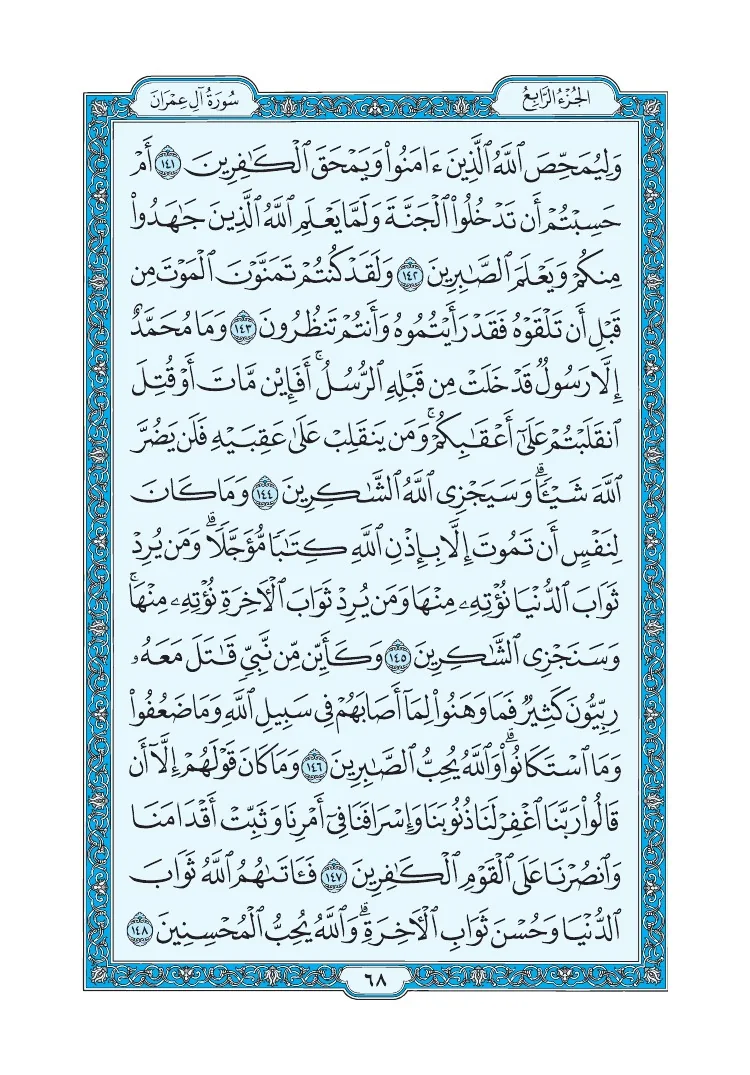 الجُزْءُ الرَّابِعُ
سُورَةُ آلِ عِمْرَانَ
وَلِيُمَحِّصَ ٱللَّهُ ٱلَّذِينَ ءَامَنُواْ وَيَمْحَقَ ٱلْكَـٰفِرِينَ ١٤١ أَمْ
حَسِبْتُمْ أَن تَدْخُلُواْ ٱلْجَنَّةَ وَلَمَّا يَعْلَمِ ٱللَّهُ ٱلَّذِينَ جَـٰهَدُواْ
مِنكُمْ وَيَعْلَمَ ٱلصَّـٰبِرِينَ ١٤٢ وَلَقَدْ كُنتُمْ تَمَنَّوْنَ ٱلْمَوْتَ مِن
قَبْلِ أَن تَلْقَوْهُ فَقَدْ رَأَيْتُمُوهُ وَأَنتُمْ تَنظُرُونَ ١٤٣ وَمَا مُحَمَّدٌ
إِلَّا رَسُولٌ قَدْ خَلَتْ مِن قَبْلِهِ ٱلرُّسُلُ ۚ أَفَإِيْن مَّاتَ أَوْ قُتِلَ
ٱنقَلَبْتُمْ عَلَىٰٓ أَعْقَـٰبِكُمْ ۚ وَمَن يَنقَلِبْ عَلَىٰ عَقِبَيْهِ فَلَن يَضُرَّ
ٱللَّهَ شَيْـًٔا ۗ وَسَيَجْزِى ٱللَّهُ ٱلشَّـٰكِرِينَ ١٤٤ وَمَا كَانَ
لِنَفْسٍ أَن تَمُوتَ إِلَّا بِإِذْنِ ٱللَّهِ كِتَـٰبًا مُّؤَجَّلًا ۗ وَمَن يُرِدْ
ثَوَابَ ٱلدُّنْيَا نُؤْتِهِۦ مِنْهَا وَمَن يُرِدْ ثَوَابَ ٱلْـَٔاخِرَةِ نُؤْتِهِۦ مِنْهَا ۚ
وَسَنَجْزِى ٱلشَّـٰكِرِينَ ١٤٥ وَكَأَيِّن مِّن نَّبِىٍّ قَـٰتَلَ مَعَهُۥ
رِبِّيُّونَ كَثِيرٌ فَمَا وَهَنُواْ لِمَآ أَصَابَهُمْ فِى سَبِيلِ ٱللَّهِ وَمَا ضَعُفُواْ
وَمَا ٱسْتَكَانُواْ ۗ وَٱللَّهُ يُحِبُّ ٱلصَّـٰبِرِينَ ١٤٦ وَمَا كَانَ قَوْلَهُمْ إِلَّآ أَن
قَالُواْ رَبَّنَا ٱغْفِرْ لَنَا ذُنُوبَنَا وَإِسْرَافَنَا فِىٓ أَمْرِنَا وَثَبِّتْ أَقْدَامَنَا
وَٱنصُرْنَا عَلَى ٱلْقَوْمِ ٱلْكَـٰفِرِينَ ١٤٧ فَـَٔاتَىٰهُمُ ٱللَّهُ ثَوَابَ
ٱلدُّنْيَا وَحُسْنَ ثَوَابِ ٱلْـَٔاخِرَةِ ۗ وَٱللَّهُ يُحِبُّ ٱلْمُحْسِنِينَ ١٤٨
٦٨